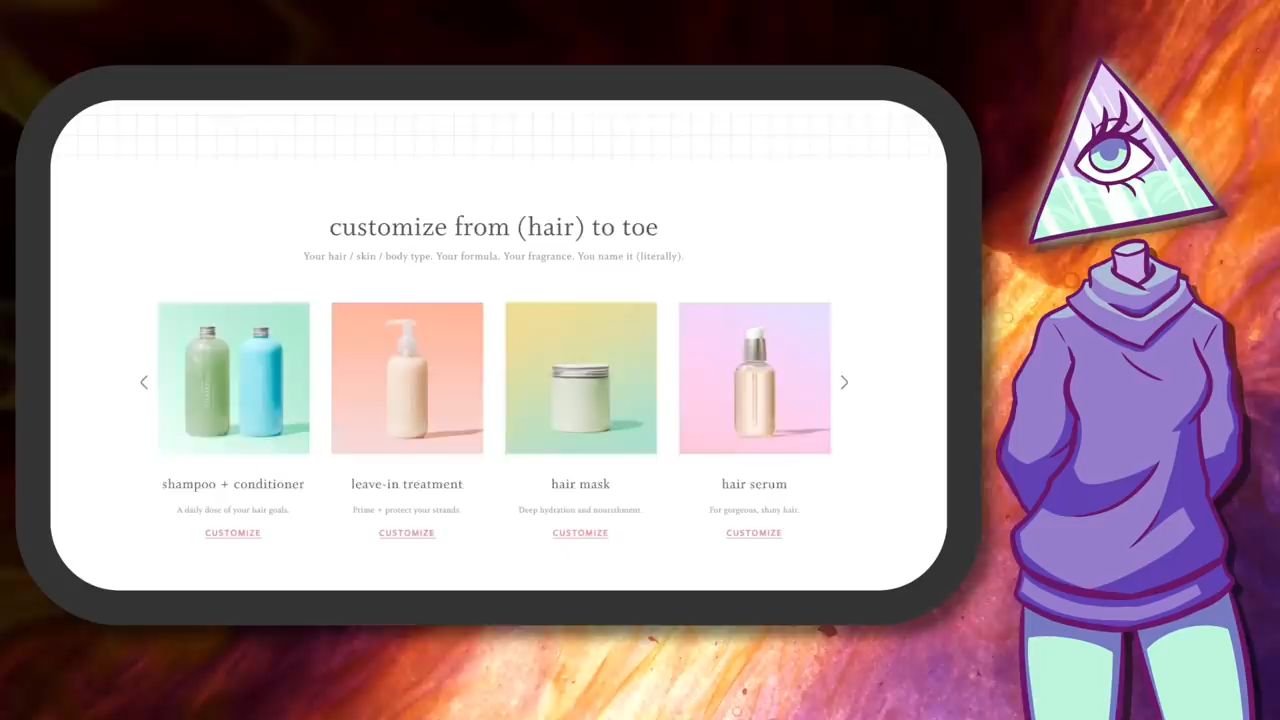 customize from (hair) to toe
Your hair / skin / body type. Your formula. Your fragrance. You name it (literally).
shampoo + conditioner
A daily dose of your hair goals.
CUSTOMIZE
leave-in treatment
Prime + protect your strands.
CUSTOMIZE
hair mask
Deep hydration and nourishment.
CUSTOMIZE
hair serum
For gorgeous, shiny hair.
CUSTOMIZE